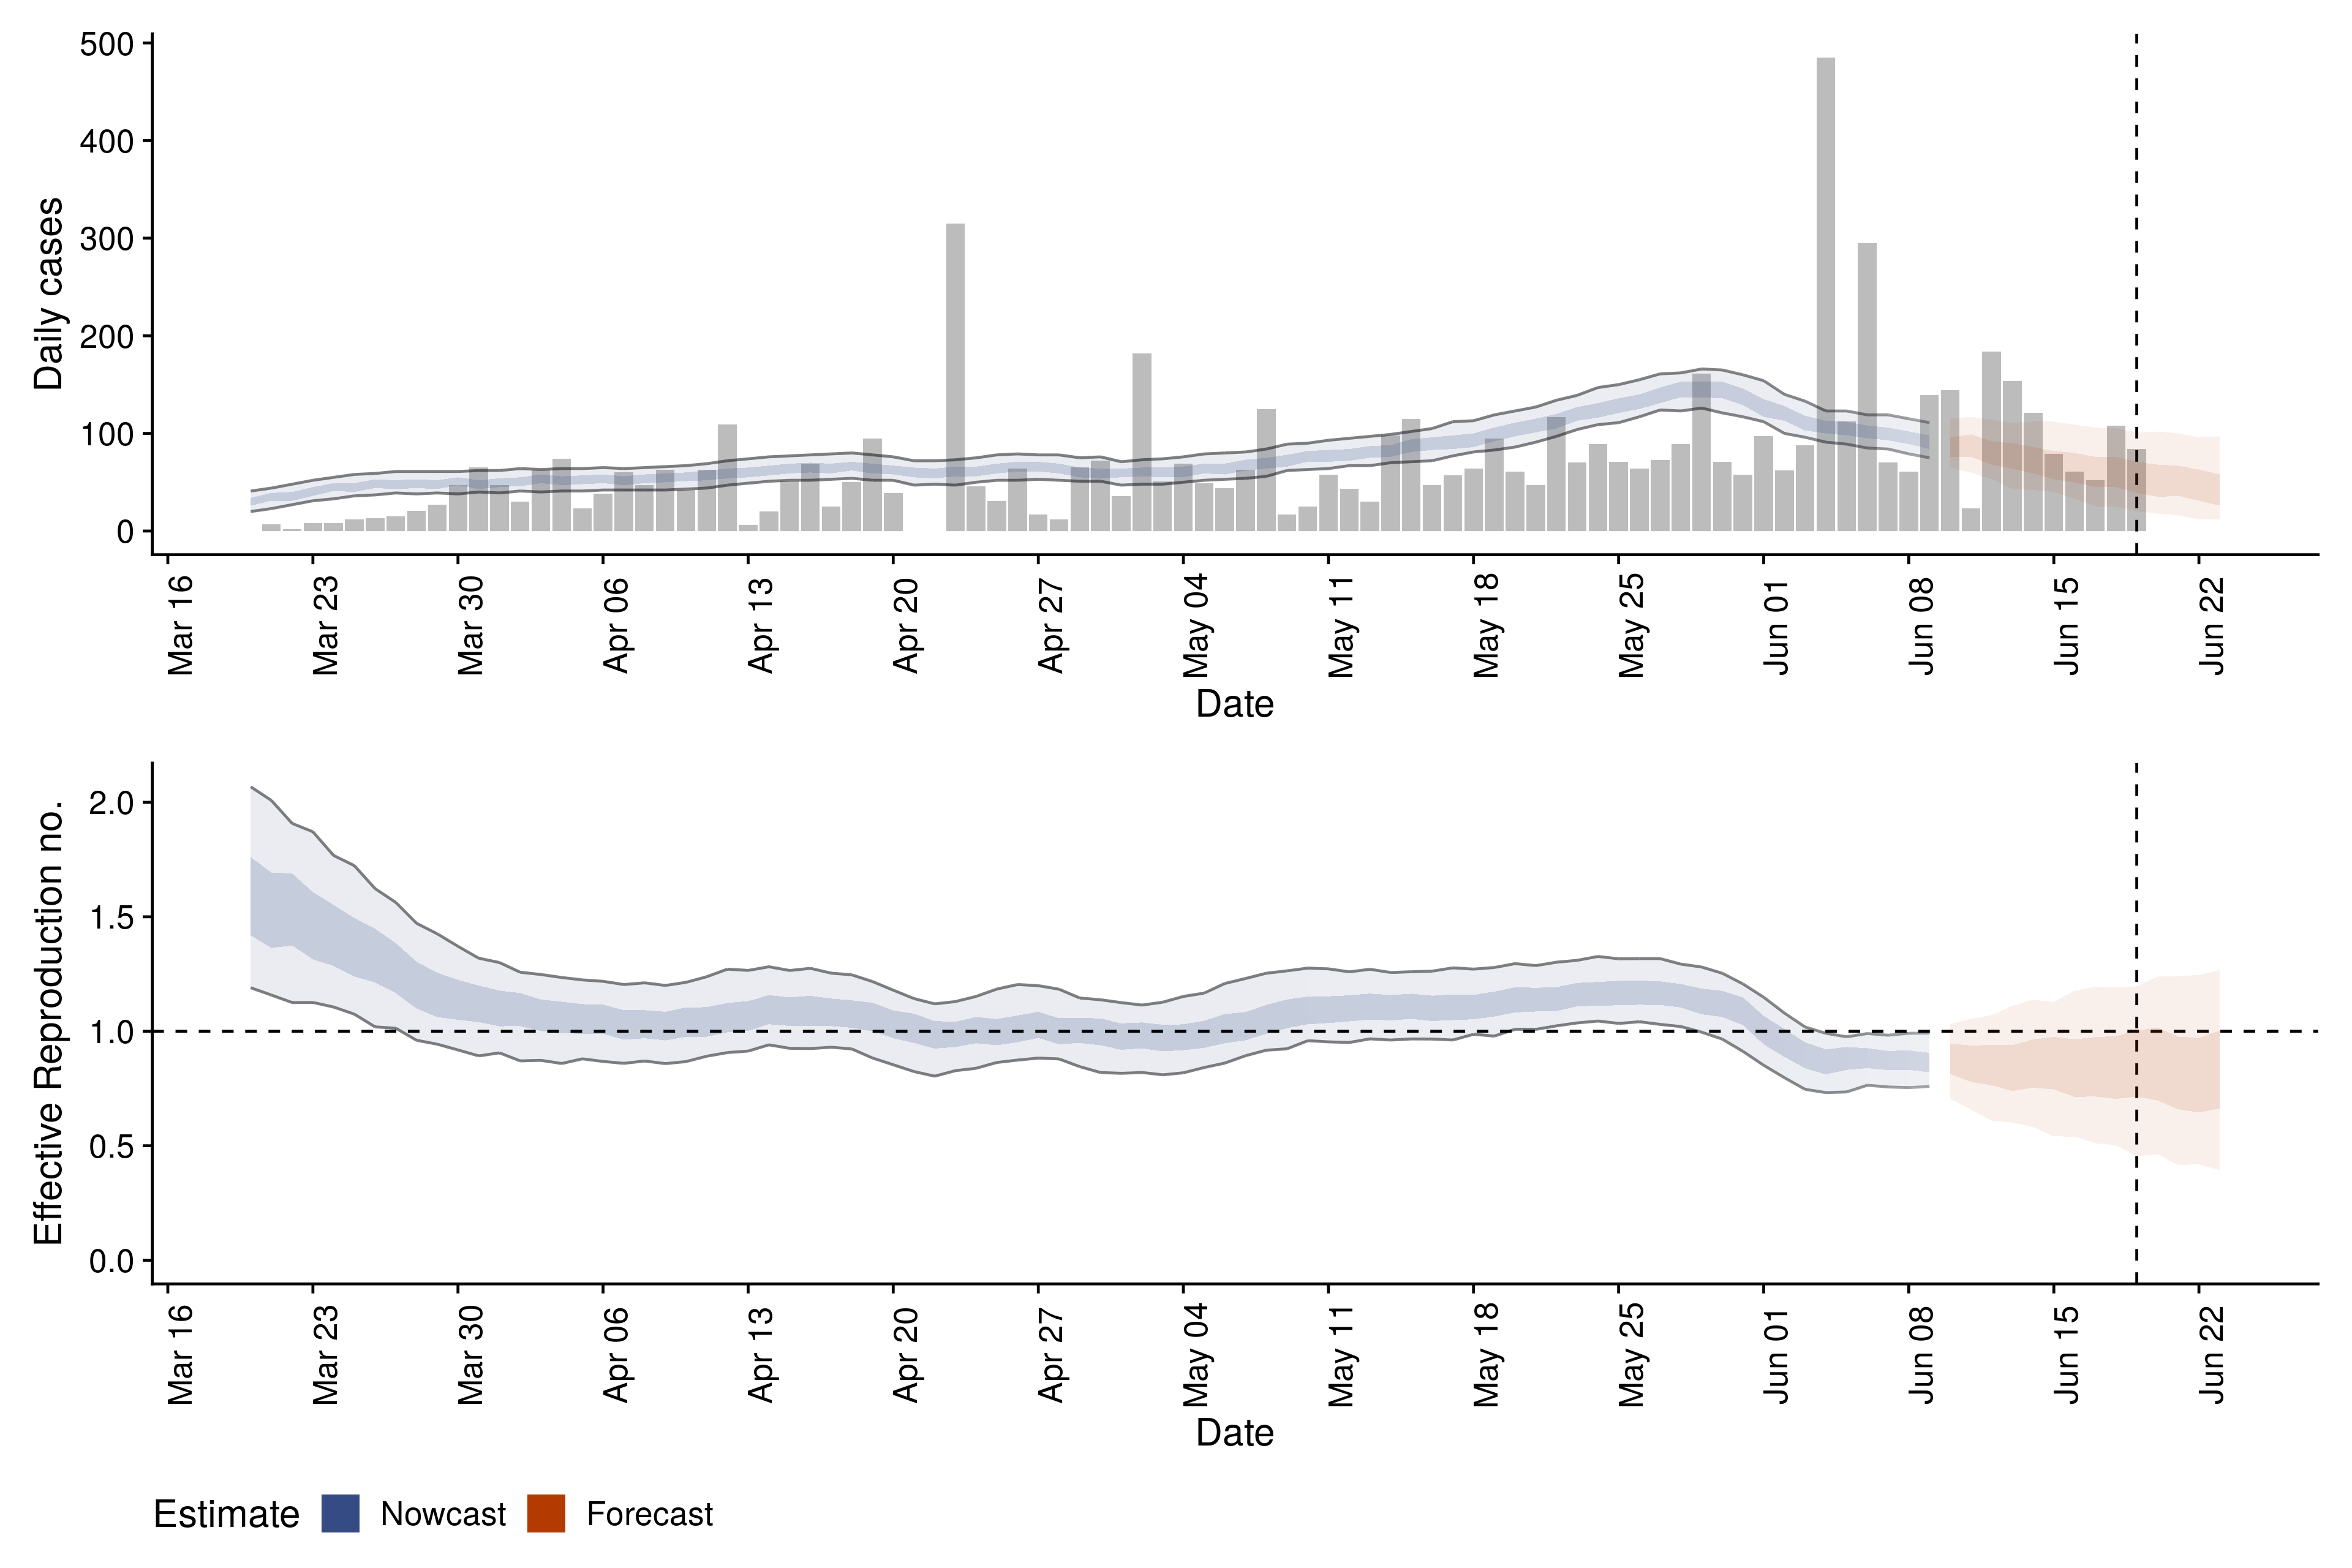 Daily cases
500
400
300
200
100
0
Mar 16
Mar 23
Mar 30
Apr 06
Apr 13
Apr 20
Apr 27
May 04
May 11
May 18
May 25
Jun 01
Jun 08
Jun 15
Jun 22
Date
Effective Reproduction no.
2.0
1.5
1.0
0.5
0.0
Mar 16
Mar 23
Mar 30
Apr 06
Apr 13
Apr 20
Apr 27
May 04
May 11
May 18
May 25
Jun 01
Jun 08
Jun 15
Jun 22
Date
Estimate Nowcast Forecast